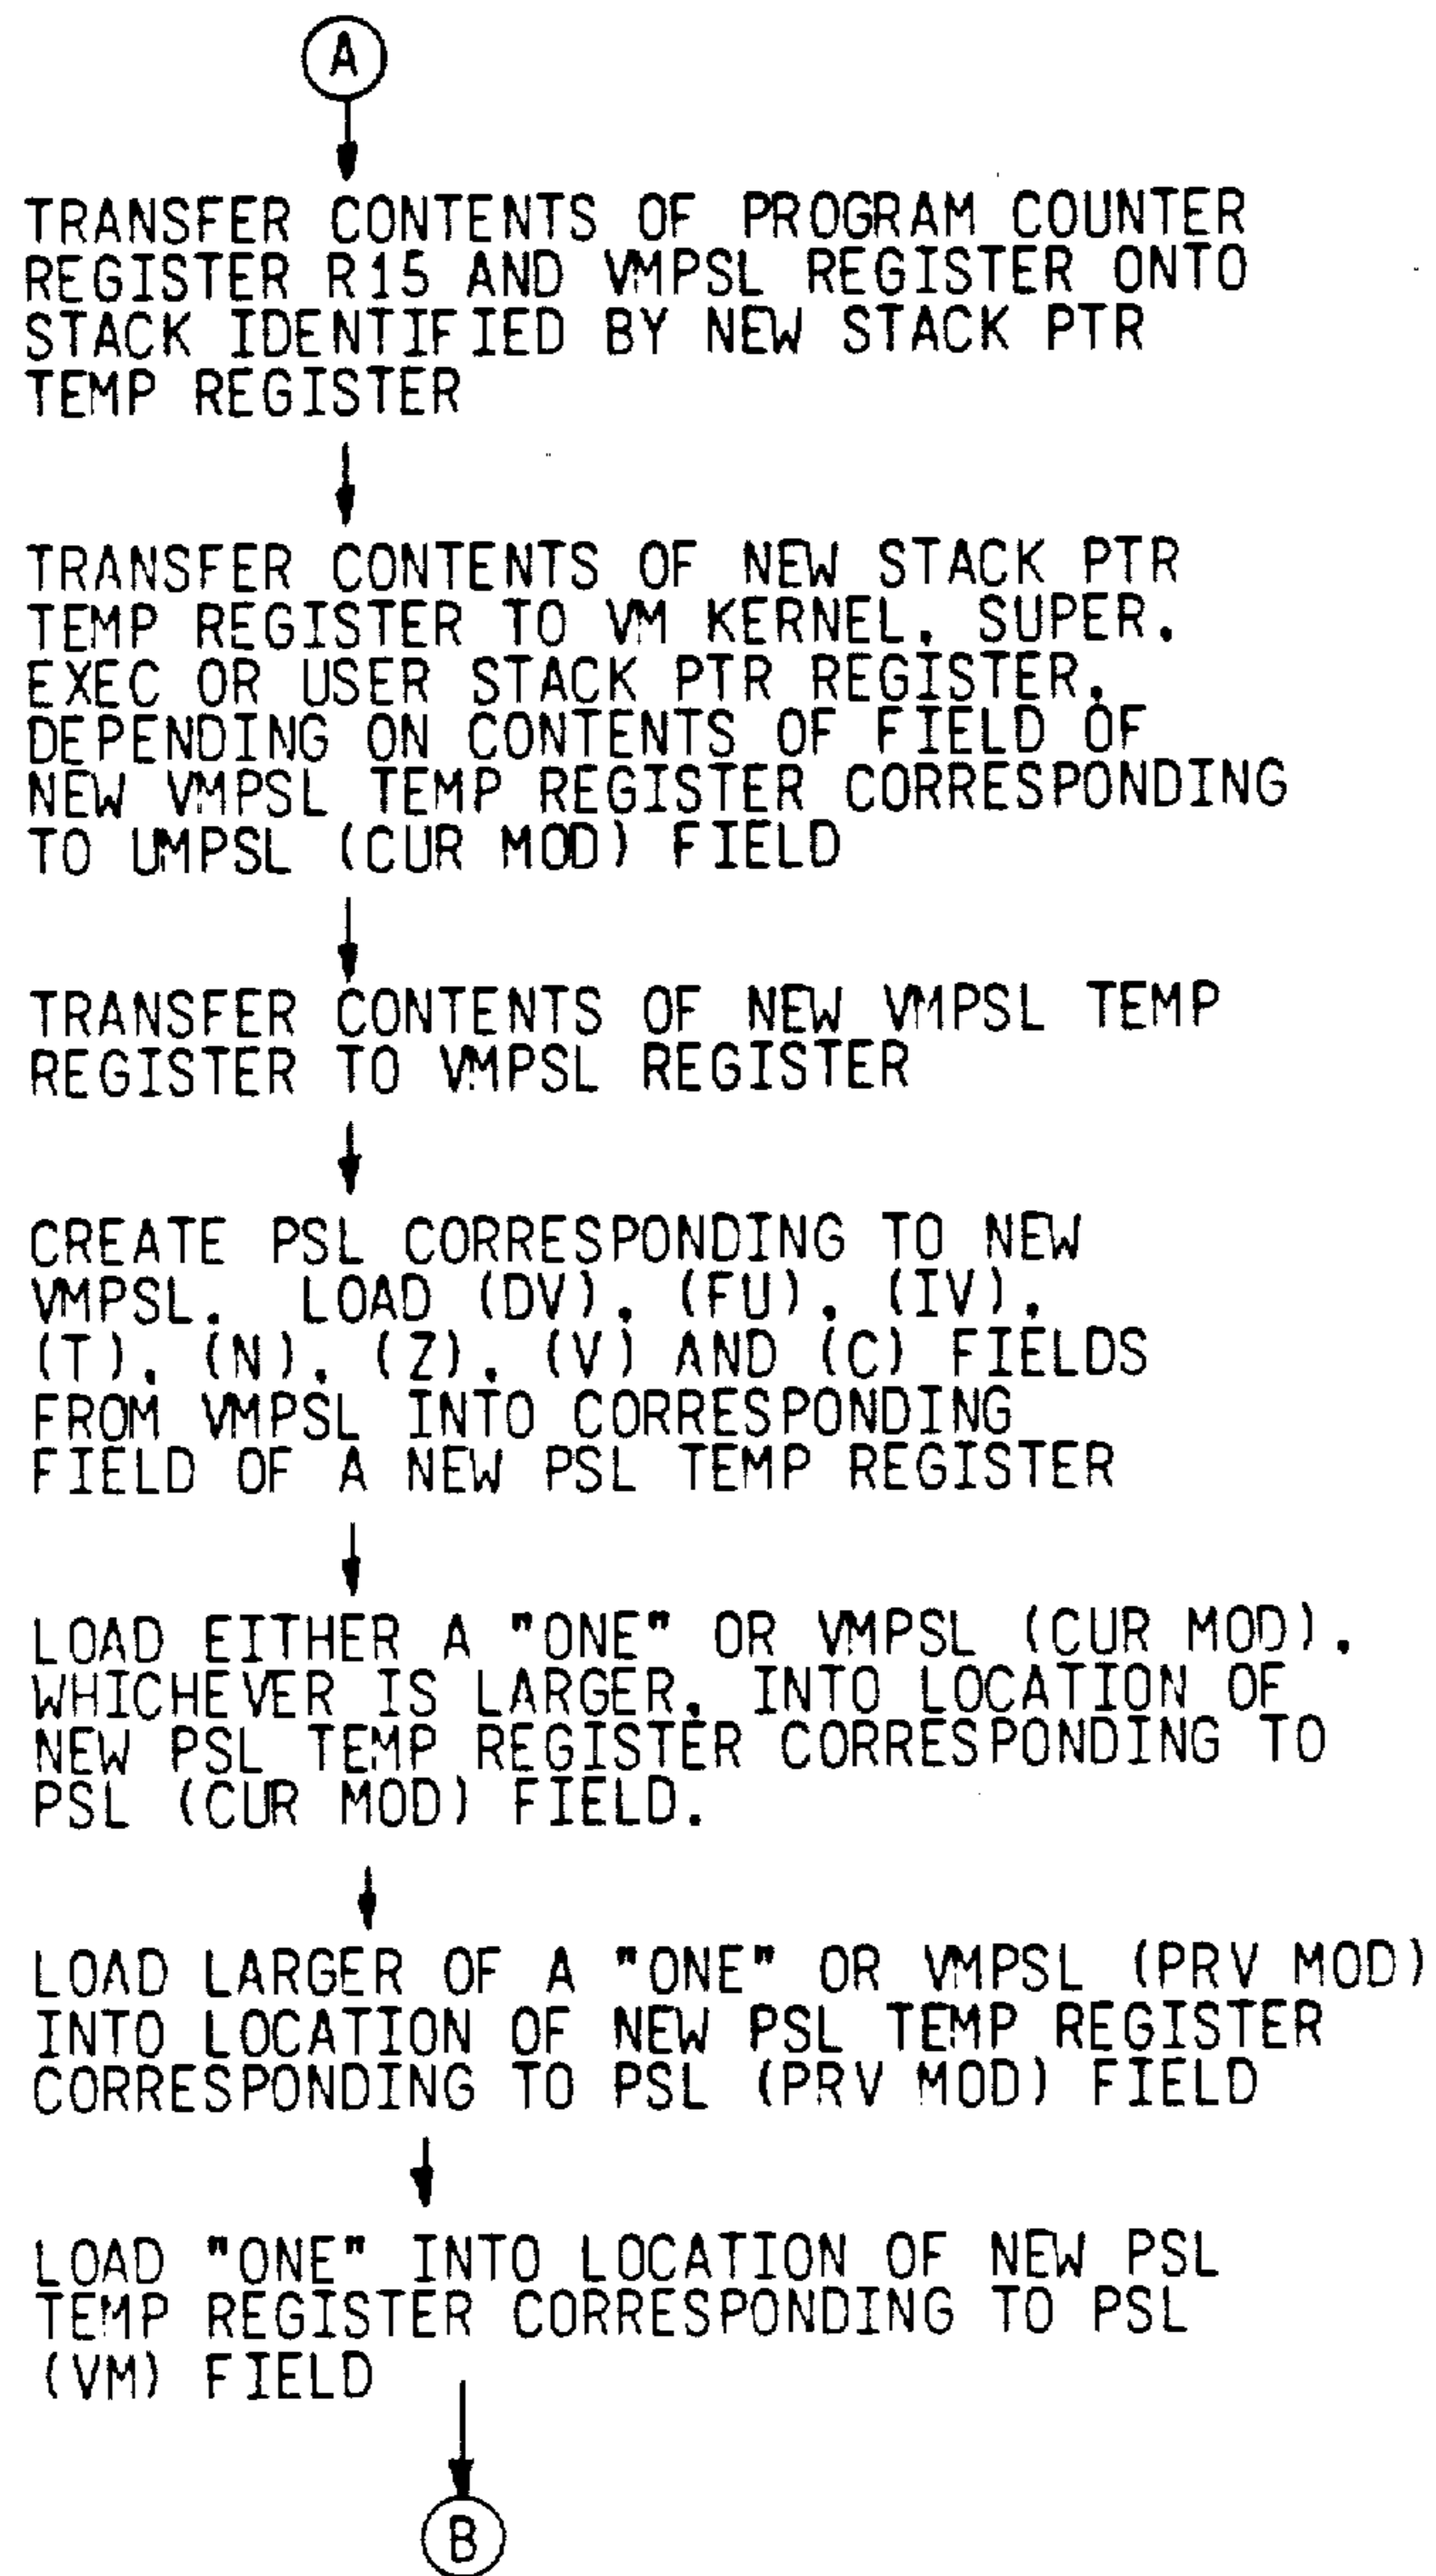 A
TRANSFER CONTENTS OF PROGRAM COUNTER
REGISTER R15 AND VMPSL REGISTER ONTO
STACK IDENTIFIED BY NEW STACK PTR
TEMP REGISTER
TRANSFER CONTENTS OF NEW STACK PTR
TEMP REGISTER TO VM KERNEL, SUPER,
EXEC OR USER STACK PTR REGISTER,
DEPENDING ON CONTENTS OF FIELD OF
NEW VMPSL TEMP REGISTER CORRESPONDING
TO UMPSL (CUR MOD) FIELD
TRANSFER CONTENTS OF NEW VMPSL TEMP
REGISTER TO VMPSL REGISTER
CREATE PSL CORRESPONDING TO NEW
VMPSL. LOAD (DV), (FU), (IV),
(T), (N), (Z), (V) AND (C) FIELDS
FROM VMPSL INTO CORRESPONDING
FIELD OF A NEW PSL TEMP REGISTER
LOAD EITHER A "ONE" OR VMPSL (CUR MOD),
WHICHEVER IS LARGER, INTO LOCATION OF
NEW PSL TEMP REGISTER CORRESPONDING TO
PSL (CUR MOD) FIELD.
LOAD LARGER OF A "ONE" OR VMPSL (PRV MOD)
INTO LOCATION OF NEW PSL TEMP REGISTER
CORRESPONDING TO PSL (PRV MOD) FIELD
LOAD "ONE" INTO LOCATION OF NEW PSL
TEMP REGISTER CORRESPONDING TO PSL
(VM) FIELD
B